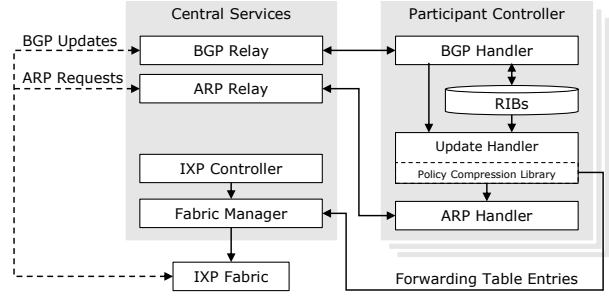 Central Services
Participant Controller
BGP Updates
BGP Relay
BGP Handler
ARP Requests
ARP Relay
RIBs
Update Handler
IXP Controller
Policy Compression Library
Fabric Manager
ARP Handler
IXP Fabric
Forwarding Table Entries